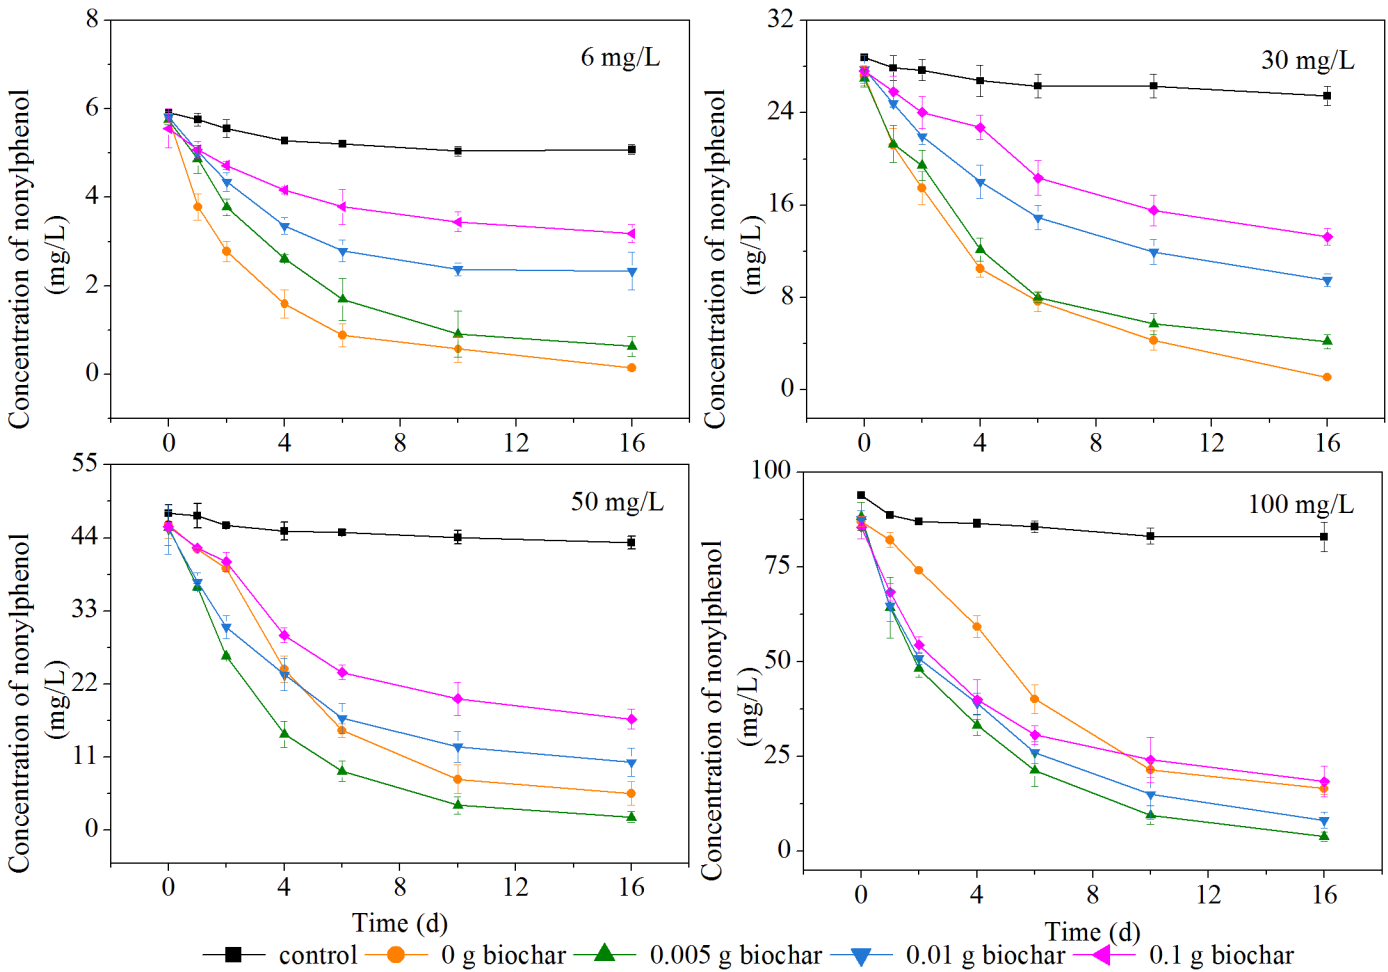 8
6
4
2
0
0
4
8
12
16
6 mg/L
Concentration of nonylphenol
(mg/L)
32
24
16
8
0
0
4
8
12
16
30 mg/L
Concentration of nonylphenol
(mg/L)
55
44
33
22
11
0
0
4
8
12
16
50 mg/L
Concentration of nonylphenol
(mg/L)
Time (d)
100
75
50
25
0
0
4
8
12
16
100 mg/L
Concentration of nonylphenol
(mg/L)
Time (d)
control 0 g biochar 0.005 g biochar 0.01 g biochar 0.1 g biochar